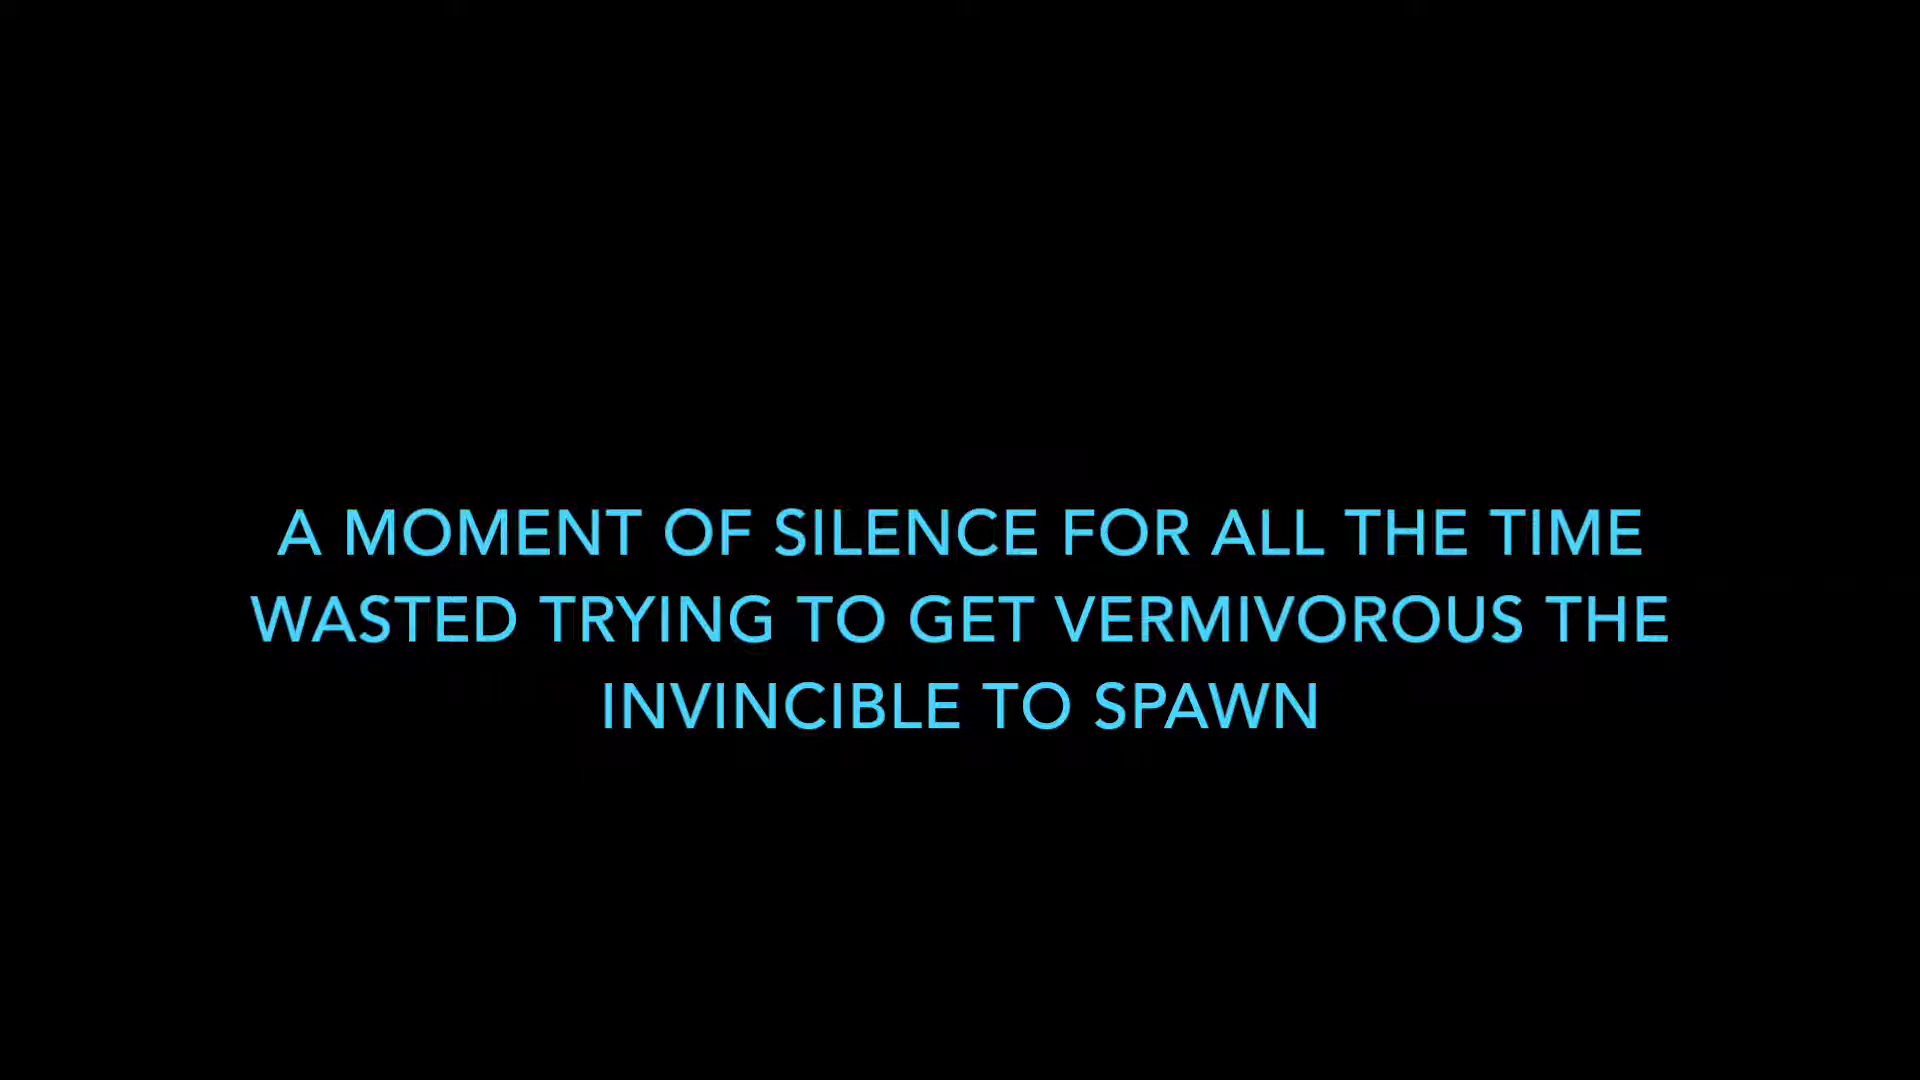 A MOMENT OF SILENCE FOR ALL THE TIME
WASTED TRYING TO GET VERMIVOROUS THE
INVINCIBLE TO SPAWN